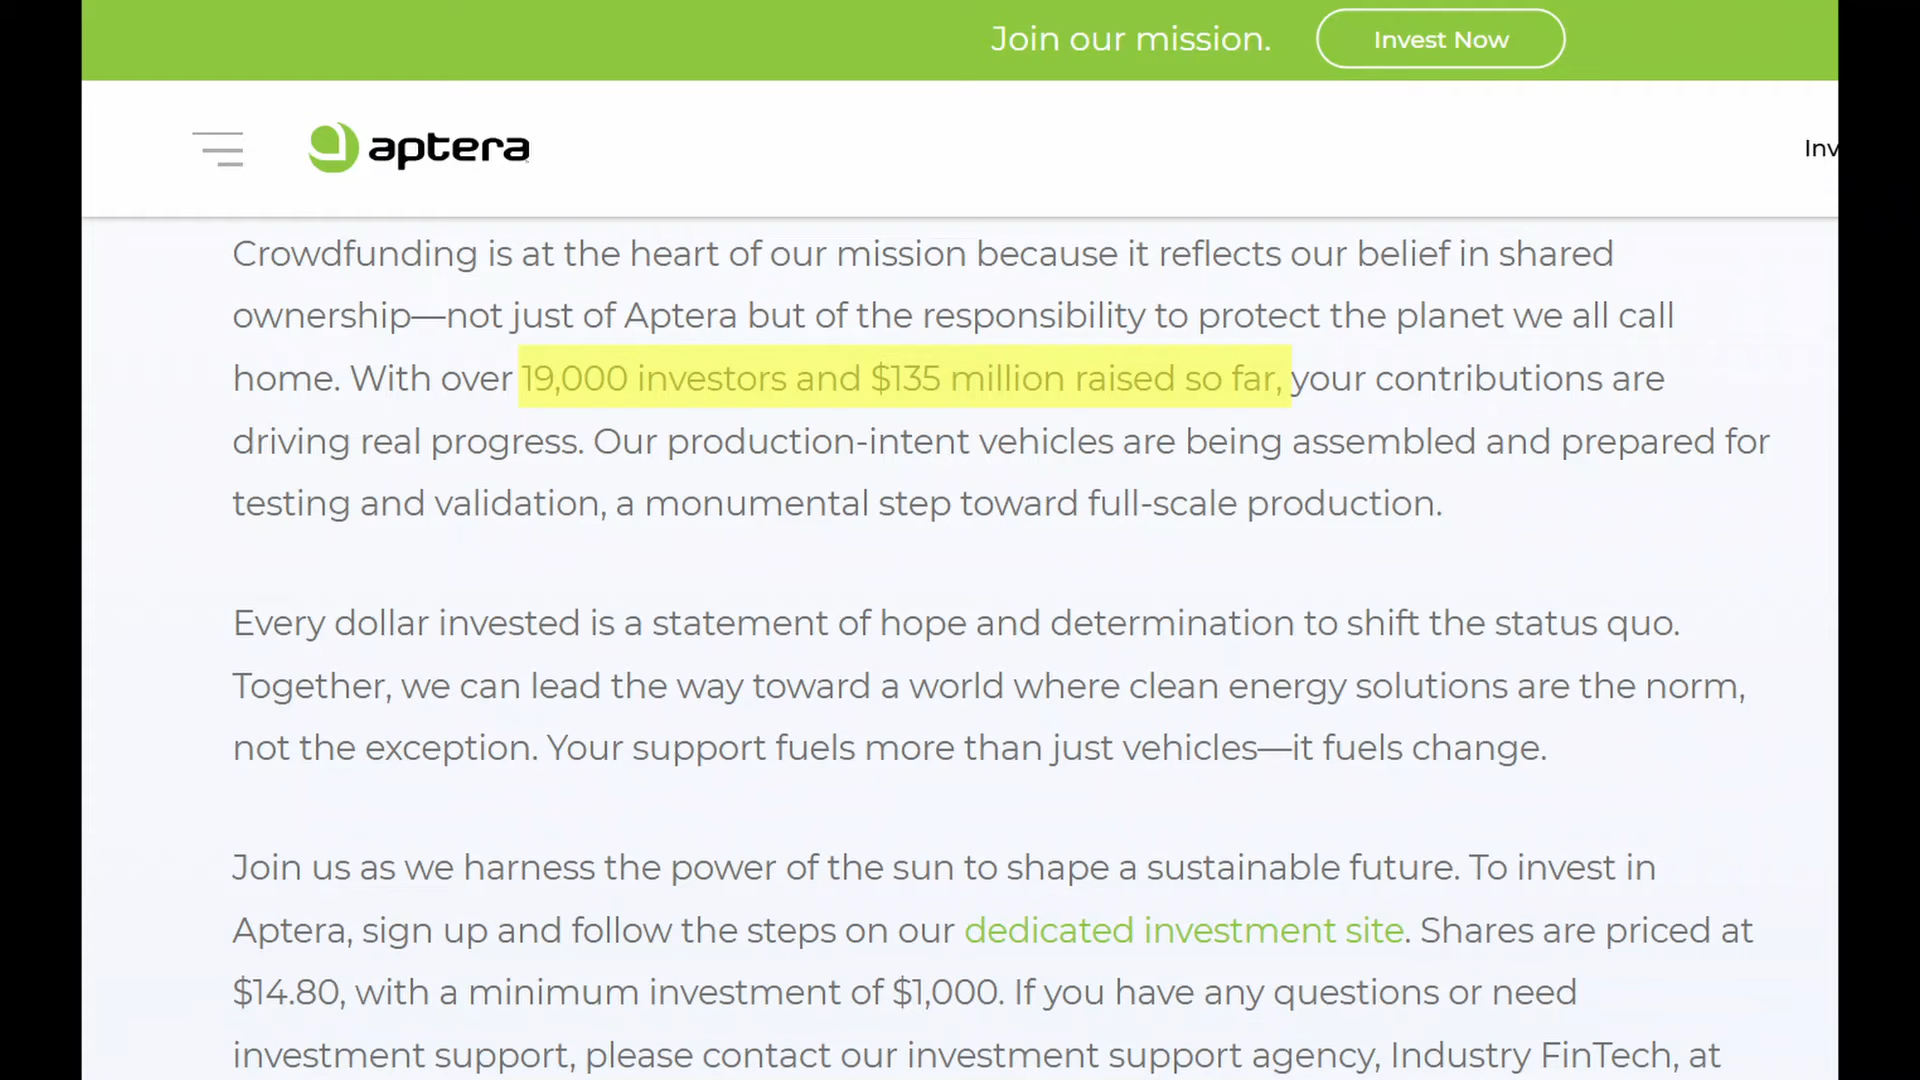 Join our mission. Invest Now
aptera
Inv
Crowdfunding is at the heart of our mission because it reflects our belief in shared
ownership—not just of Aptera but of the responsibility to protect the planet we all call
home. With over 19,000 investors and $135 million raised so far, your contributions are
driving real progress. Our production-intent vehicles are being assembled and prepared for
testing and validation, a monumental step toward full-scale production.
Every dollar invested is a statement of hope and determination to shift the status quo.
Together, we can lead the way toward a world where clean energy solutions are the norm,
not the exception. Your support fuels more than just vehicles—it fuels change.
Join us as we harness the power of the sun to shape a sustainable future. To invest in
Aptera, sign up and follow the steps on our dedicated investment site. Shares are priced at
$14.80, with a minimum investment of $1,000. If you have any questions or need
investment support, please contact our investment support agency, Industry FinTech, at